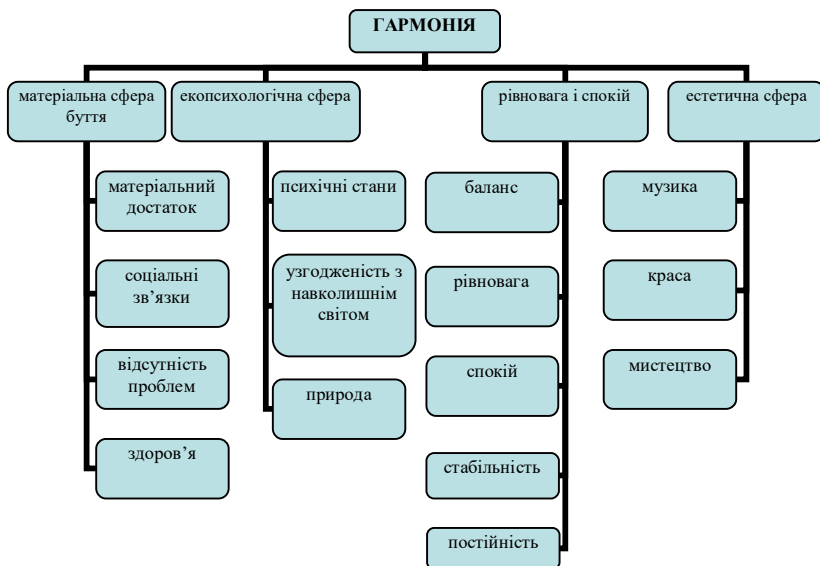 ГАРМОНІЯ
матеріальна сфера
буття
екопсихологічна сфера
рівновага і спокій
естетична сфера
матеріальний
достаток
соціальні
зв’язки
відсутність
проблем
здоров’я
психічні стани
узгодженість з
навколишнім
світом
природа
баланс
рівновага
спокій
стабільність
постійність
музика
краса
мистецтво